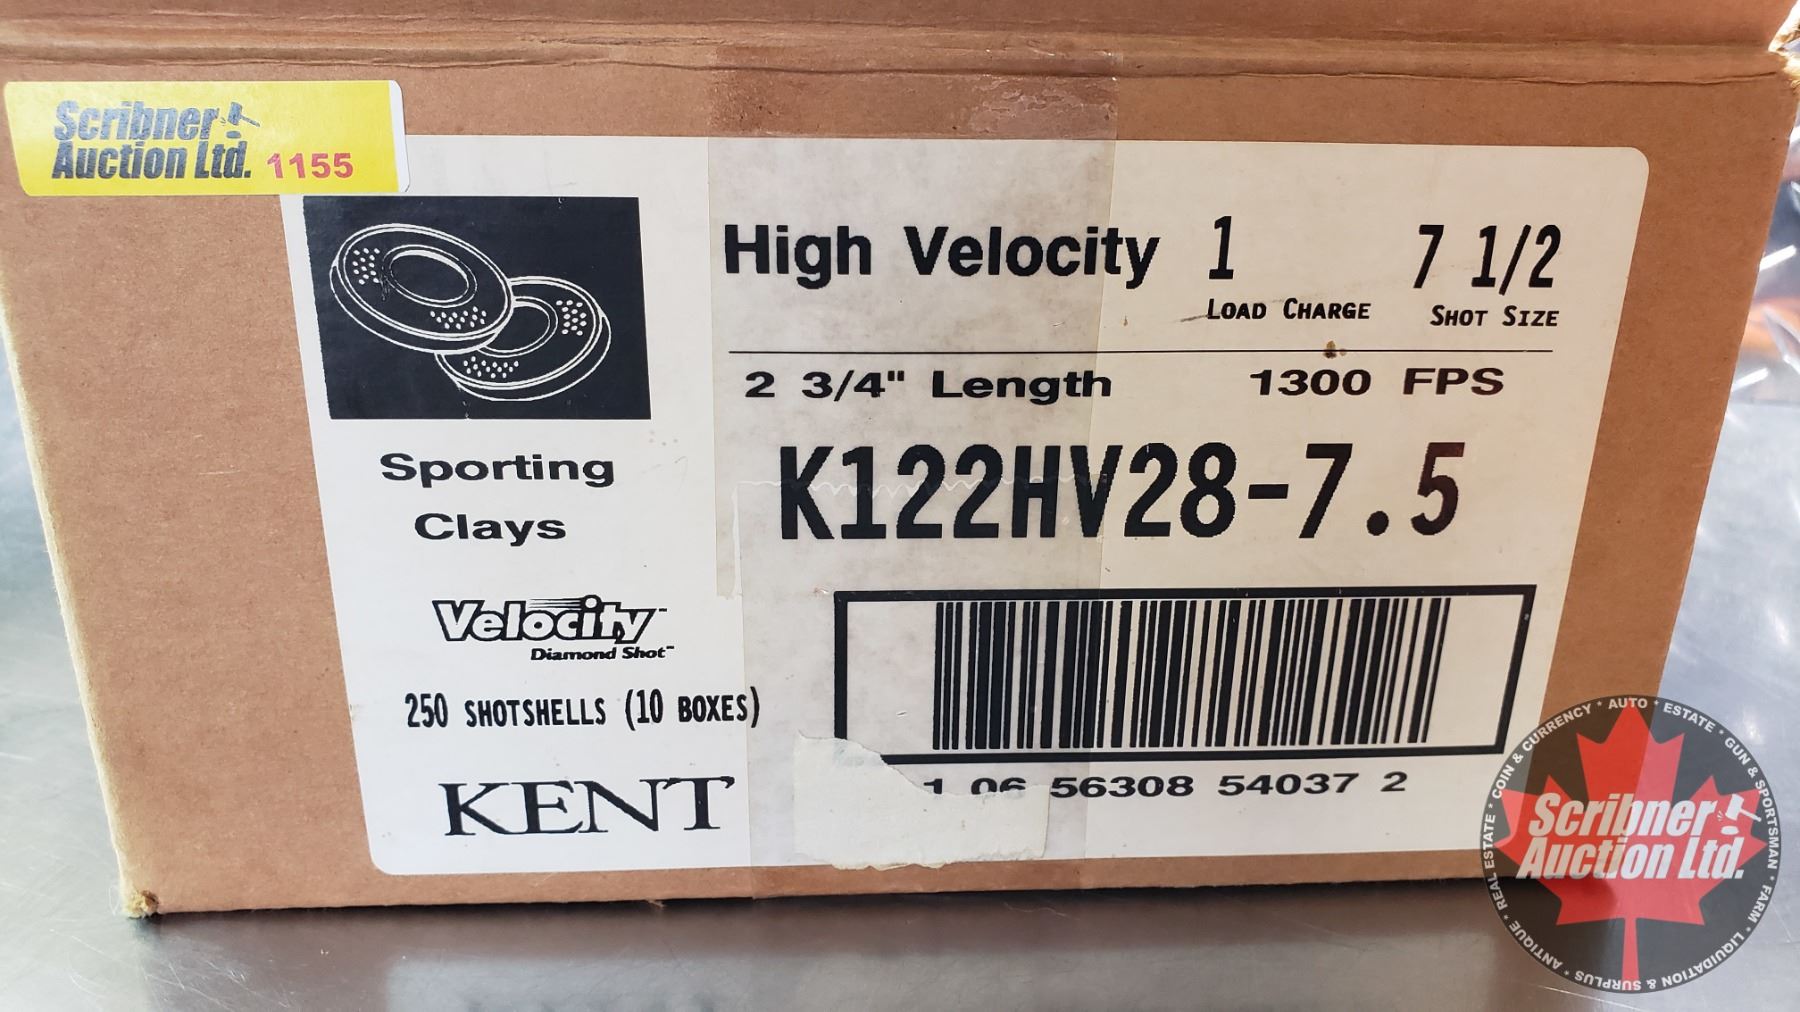 Scribner
Auction Ltd. 1155
High Velocity 1 7 1/2
LOAD CHARGE SHOT SIZE
2 3/4" Length 1300 FPS
K122HV28-7.5
Sporting
Clays
Velocity™
Diamond Shot™
250 SHOTSHELLS (10 BOXES)
KENT
1 06 56308 54037 2
Scribner
Auction Ltd.
ANTIQUE * REAL ESTATE * COIN & CURRENCY * AUTO * ESTATE * GUN & SPORTSMAN * FARM * LIQUIDATION & SURPLUS *